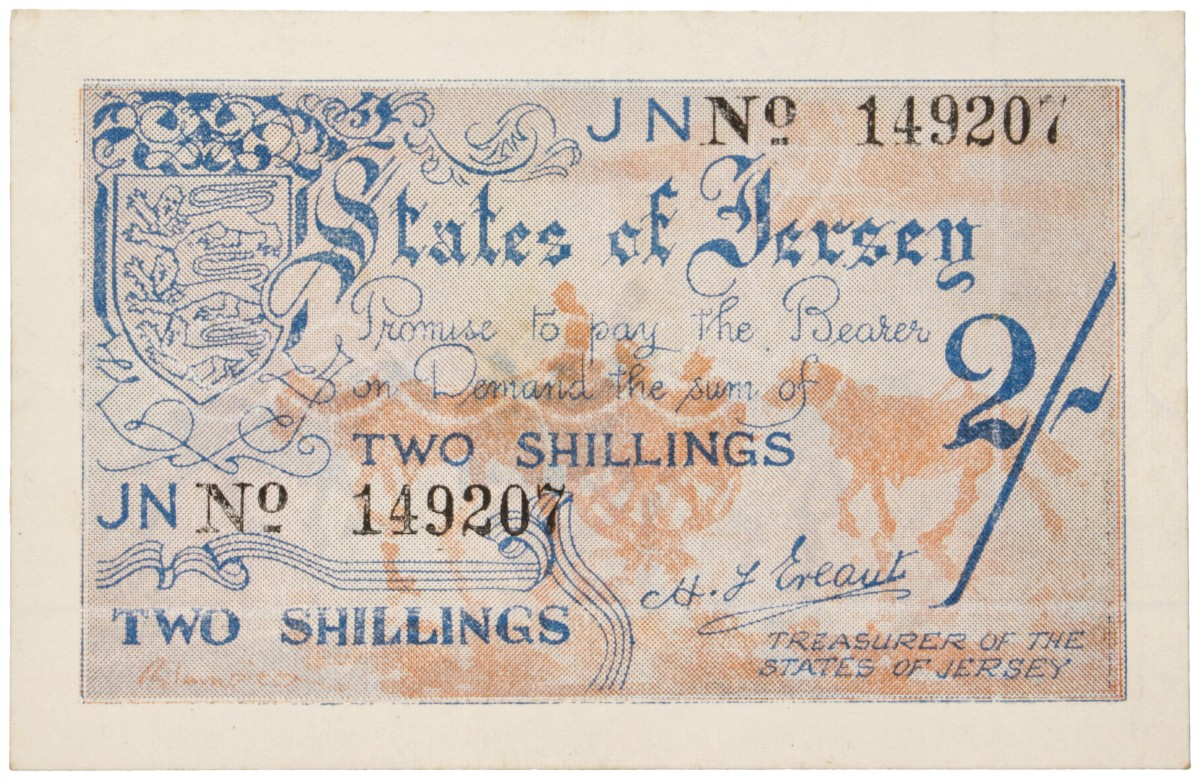 JN Nº 149207
States of Jersey
Promise to pay the Bearer
on Demand the sum of
2/-
TWO SHILLINGS
JN Nº 149207
H. F Ereaut
TWO SHILLINGS
TREASURER OF THE
STATES OF JERSEY